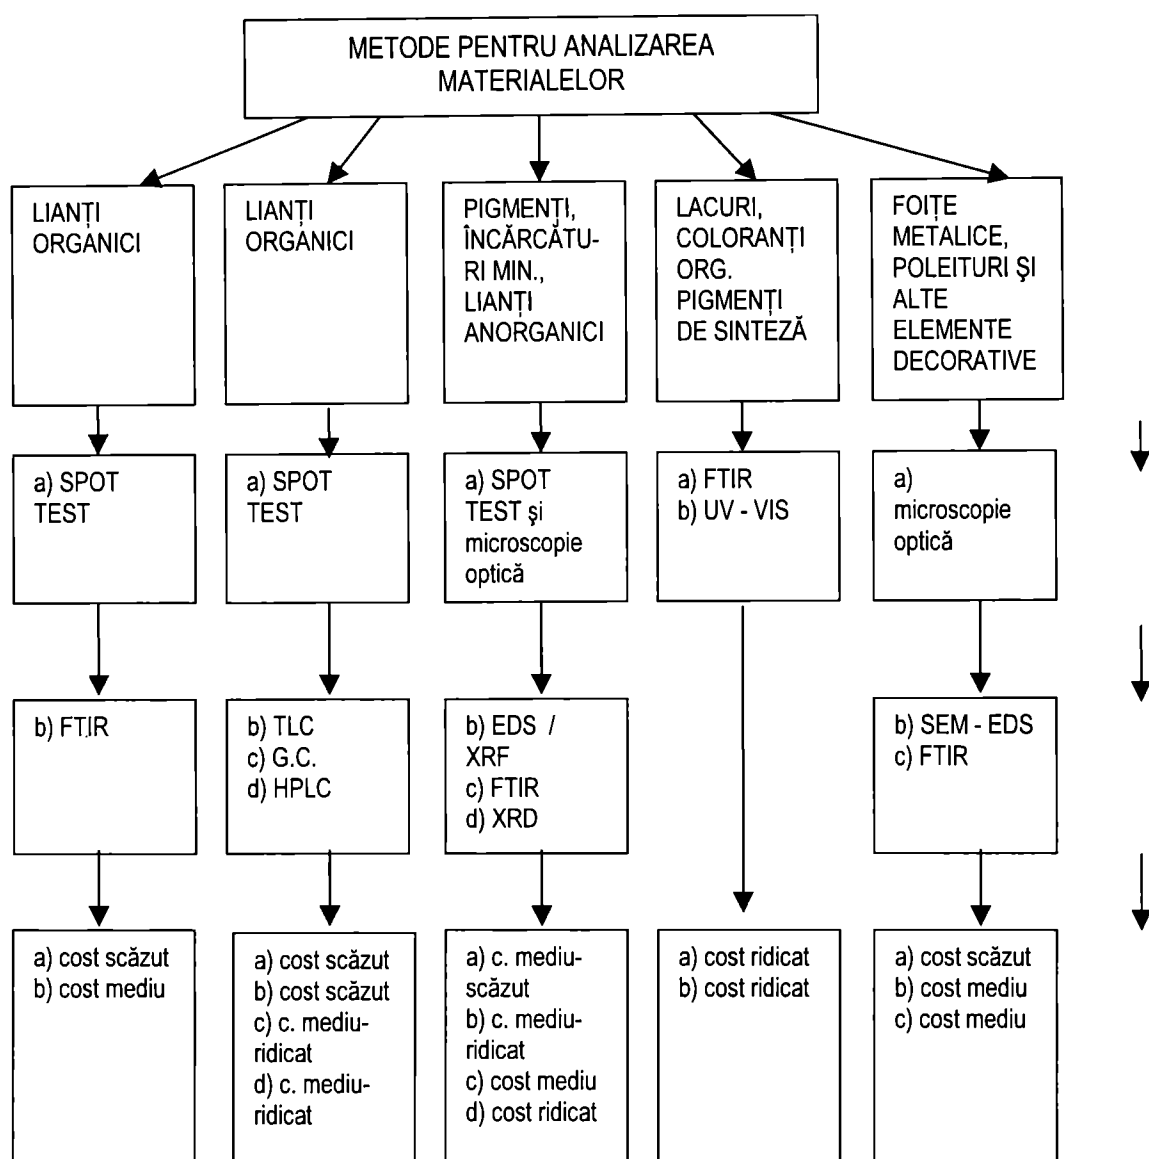 METODE PENTRU ANALIZAREA
MATERIALELOR
LIANȚI
ORGANICI
LIANȚI
ORGANICI
PIGMENȚI,
ÎNCĂRCĂTU-
RI MIN.,
LIANȚI
ANORGANICI
LACURI,
COLORANȚI
ORG.
PIGMENȚI
DE SINTEZĂ
FOIȚE
METALICE,
POLEITURI ŞI
ALTE
ELEMENTE
DECORATIVE
a) SPOT
TEST
a) SPOT
TEST
a) SPOT
TEST şi
microscopie
optică
a) FTIR
b) UV - VIS
a)
microscopie
optică
b) FTIR
b) TLC
c) G.C.
d) HPLC
b) EDS /
XRF
c) FTIR
d) XRD
b) SEM - EDS
c) FTIR
a) cost scăzut
b) cost mediu
a) cost scăzut
b) cost scăzut
c) c. mediu-
ridicat
d) c. mediu-
ridicat
a) c. mediu-
scăzut
b) c. mediu-
ridicat
c) cost mediu
d) cost ridicat
a) cost ridicat
b) cost ridicat
a) cost scăzut
b) cost mediu
c) cost mediu